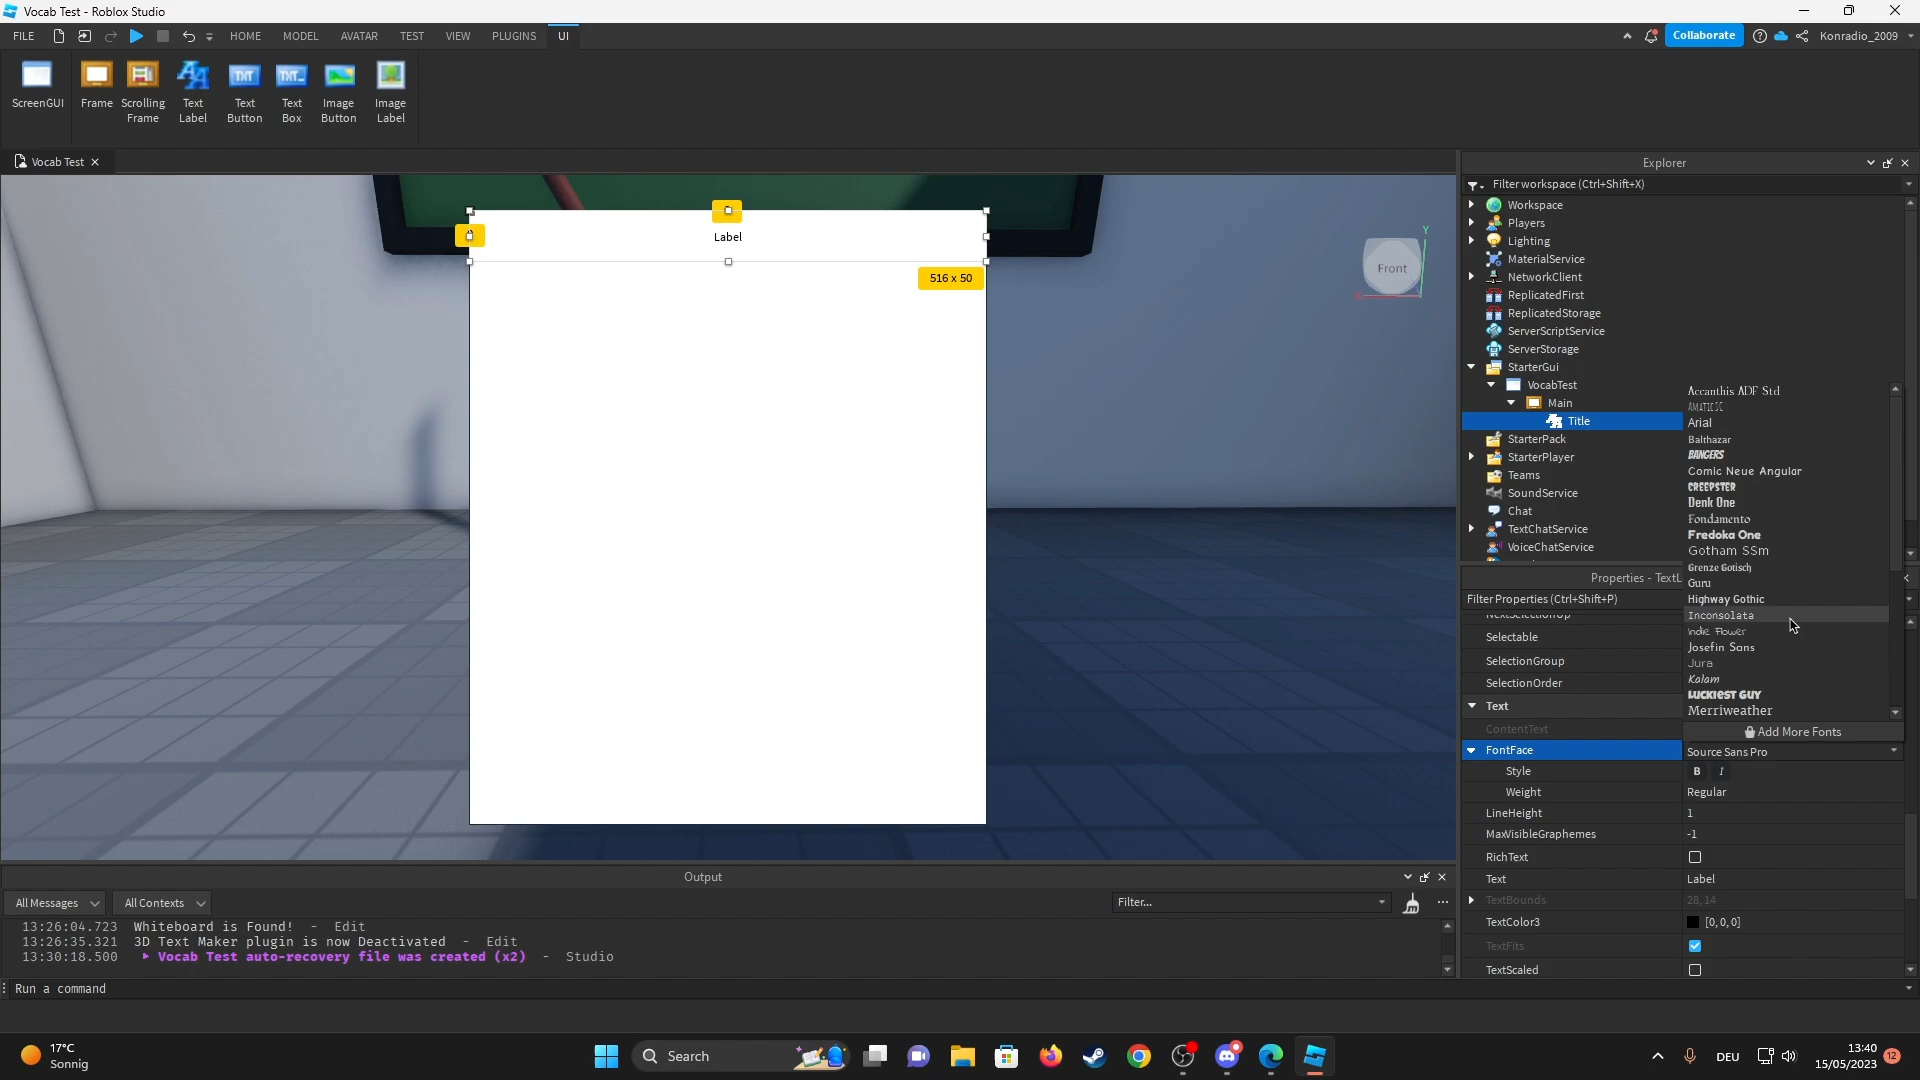 Vocab Test - Roblox Studio
FILE HOME MODEL AVATAR TEST VIEW PLUGINS UI Collaborate Konradio_2009
ScreenGUI
Frame
Scrolling Frame
Text Label
Text Button
Text Box
Image Button
Image Label
Vocab Test
Label
516 x 50
Front
Y
Explorer
Filter workspace (Ctrl+Shift+X)
Workspace
Players
Lighting
MaterialService
NetworkClient
ReplicatedFirst
ReplicatedStorage
ServerScriptService
ServerStorage
StarterGui
VocabTest
Main
Title
StarterPack
StarterPlayer
Teams
SoundService
Chat
TextChatService
VoiceChatService
Accanthis ADF Std
AMATIC SC
Arial
Balthazar
BANGERS
Comic Neue Angular
CREEPSTER
Denk One
Fondamento
Fredoka One
Gotham SSm
Grenze Gotisch
Guru
Highway Gothic
Inconsolata
Indie Flower
Josefin Sans
Jura
Kalam
LUCKIEST GUY
Merriweather
Add More Fonts
Properties - TextL
Filter Properties (Ctrl+Shift+P)
NextSelectionUp
Selectable
SelectionGroup
SelectionOrder
Text
ContentText
FontFace Source Sans Pro
Style B I
Weight Regular
LineHeight 1
MaxVisibleGraphemes -1
RichText
Text Label
TextBounds 28, 14
TextColor3 [0,0,0]
TextFits
TextScaled
Output
All Messages All Contexts Filter...
13:26:04.723 Whiteboard is Found! - Edit
13:26:35.321 3D Text Maker plugin is now Deactivated - Edit
13:30:18.500 Vocab Test auto-recovery file was created (x2) - Studio
Run a command
17°C
Sonnig
Search
DEU
13:40
15/05/2023
12